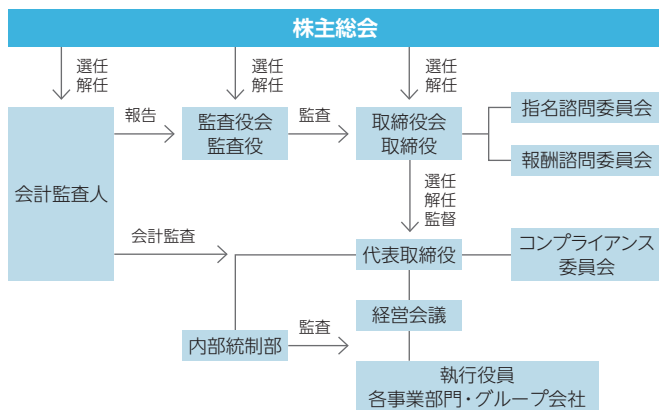 株主総会
選任
解任
選任
解任
選任
解任
会計監査人
報告
監査役会
監査役
監査
取締役会
取締役
指名諮問委員会
報酬諮問委員会
選任
解任
監督
会計監査
代表取締役
コンプライアンス
委員会
経営会議
内部統制部
監査
執行役員
各事業部門・グループ会社